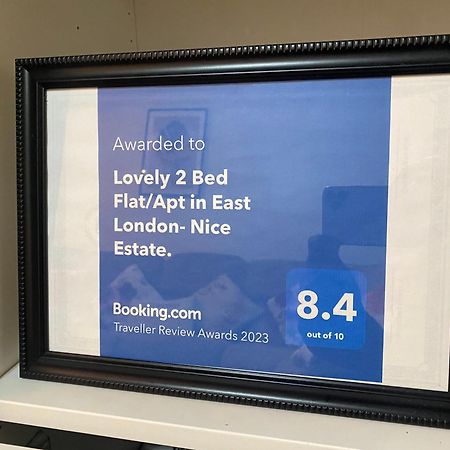 Awarded to
Lovely 2 Bed
Flat/Apt in East
London- Nice
Estate.
Booking.com
Traveller Review Awards 2023
8.4
out of 10